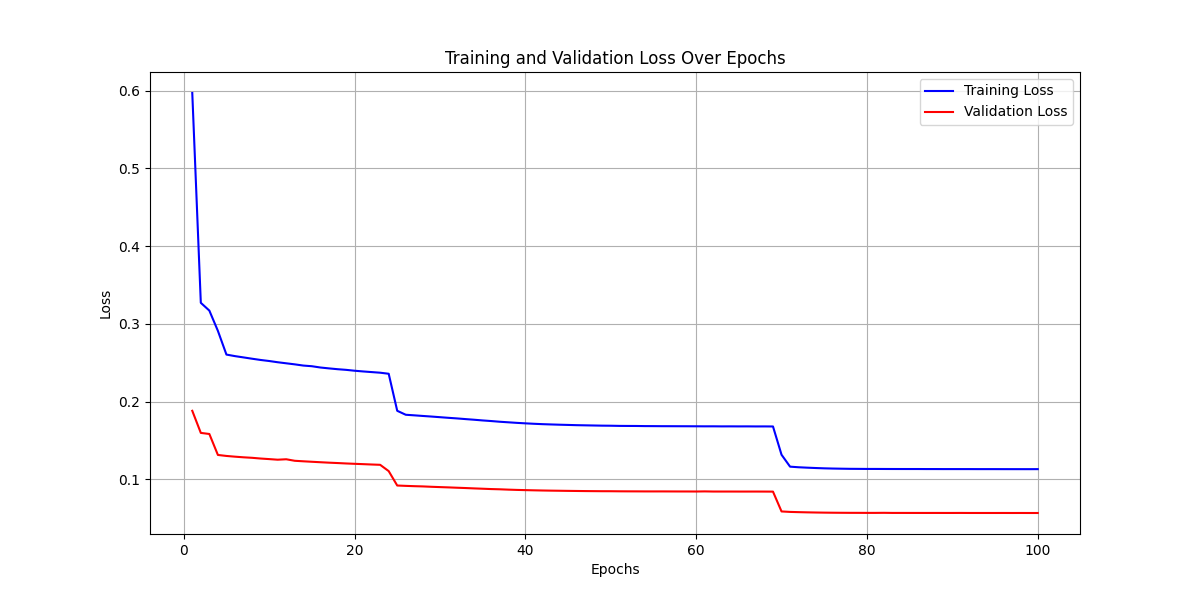 Training and Validation Loss Over Epochs
Training Loss
Validation Loss
0.6
0.5
0.4
0.3
0.2
0.1
Loss
0 20 40 60 80 100
Epochs